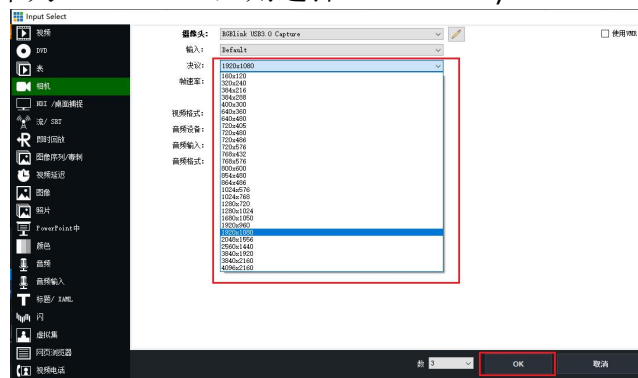 Input Select
视频
DVD
表
相机
NDI /桌面捕捉
流/ SRT
即时回放
图像序列/专制
视频延迟
图像
照片
PowerPoint中
颜色
音频
音频输入
标题/ XAML
闪
虚拟集
网页浏览器
视频电话
摄像头:
RGBlink USB3.0 Capture
使用VMR
输入:
Default
决议:
1920x1080
帧速率:
视频格式:
音频设备:
音频输入:
音频格式:
160x120
320x240
384x216
384x288
400x300
640x360
640x480
720x405
720x480
720x486
720x576
768x432
768x576
800x600
854x480
864x486
1024x576
1024x768
1280x720
1280x1024
1680x1050
1920x960
1920x1080
2048x1556
2560x1440
3840x1920
3840x2160
4096x2160
数 3
OK
取消